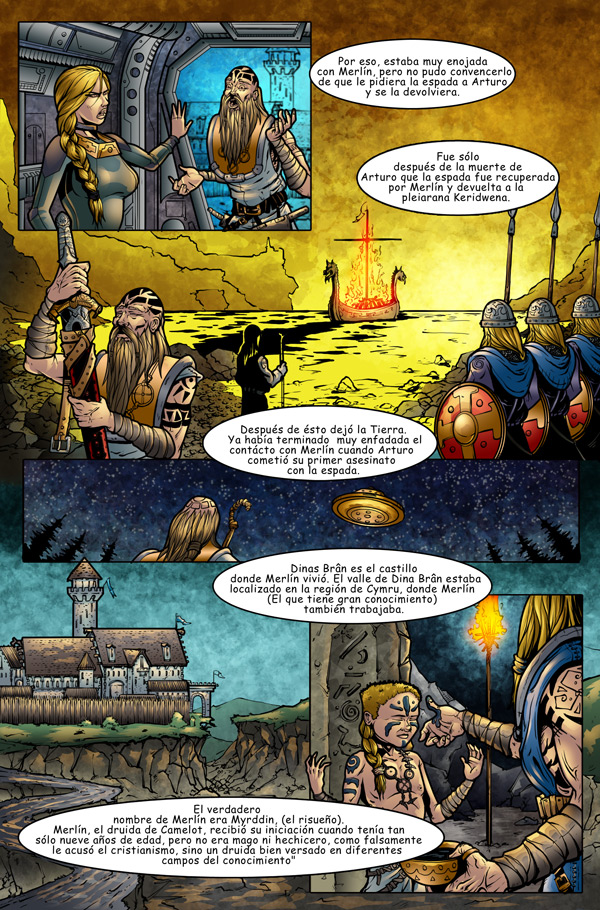 Por eso, estaba muy enojada
con Merlín, pero no pudo convencerlo
de que le pidiera la espada a Arturo
y se la devolviera.
Fue sólo
después de la muerte de
Arturo que la espada fue recuperada
por Merlín y devuelta a la
pleiarana Keridwena.
Después de ésto dejó la Tierra.
Ya había terminado muy enfadada el
contácto con Merlín cuando Arturo
cometió su primer asesinato
con la espada.
Dinas Brân es el castillo
donde Merlín vivió. El valle de Dina Brân estaba
localizado en la región de Cymru, donde Merlín
(El que tiene gran conocimiento)
también trabajaba.
El verdadero
nombre de Merlín era Myrddin, (el risueño).
Merlín, el druida de Camelot, recibió su iniciación cuando tenía tan
sólo nueve años de edad, pero no era mago ni hechicero, como falsamente
le acusó el cristianismo, sino un druida bien versado en diferentes
campos del conocimiento"